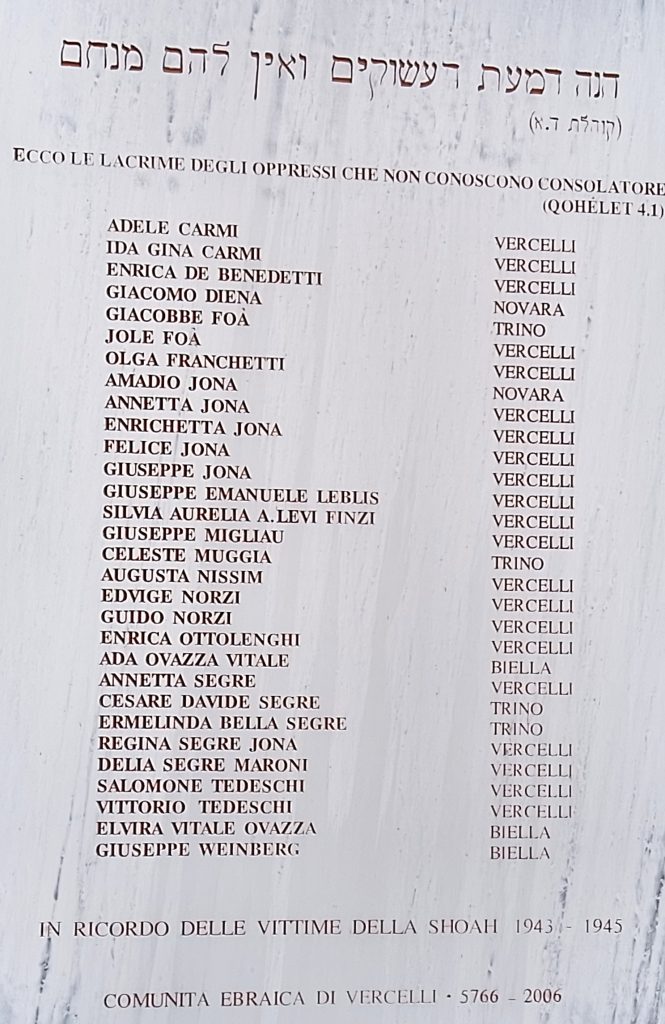 הנה דמעת העשוקים ואין להם מנחם
(קוהלת ד.א)
ECCO LE LACRIME DEGLI OPPRESSI CHE NON CONOSCONO CONSOLATORE
(QOHÉLET 4.1)
ADELE CARMI VERCELLI
IDA GINA CARMI VERCELLI
ENRICA DE BENEDETTI VERCELLI
GIACOMO DIENA NOVARA
GIACOBBE FOÀ TRINO
JOLE FOÀ VERCELLI
OLGA FRANCHETTI VERCELLI
AMADIO JONA NOVARA
ANNETTA JONA VERCELLI
ENRICHETTA JONA VERCELLI
FELICE JONA VERCELLI
GIUSEPPE JONA VERCELLI
GIUSEPPE EMANUELE LEBLIS VERCELLI
SILVIA AURELIA A.LEVI FINZI VERCELLI
GIUSEPPE MIGLIAU VERCELLI
CELESTE MUGGIA TRINO
AUGUSTA NISSIM VERCELLI
EDVIGE NORZI VERCELLI
GUIDO NORZI VERCELLI
ENRICA OTTOLENGHI VERCELLI
ADA OVAZZA VITALE BIELLA
ANNETTA SEGRE VERCELLI
CESARE DAVIDE SEGRE TRINO
ERMELINDA BELLA SEGRE TRINO
REGINA SEGRE JONA VERCELLI
DELIA SEGRE MARONI VERCELLI
SALOMONE TEDESCHI VERCELLI
VITTORIO TEDESCHI VERCELLI
ELVIRA VITALE OVAZZA BIELLA
GIUSEPPE WEINBERG BIELLA
IN RICORDO DELLE VITTIME DELLA SHOAH 1943 - 1945
COMUNITA EBRAICA DI VERCELLI · 5766 - 2006